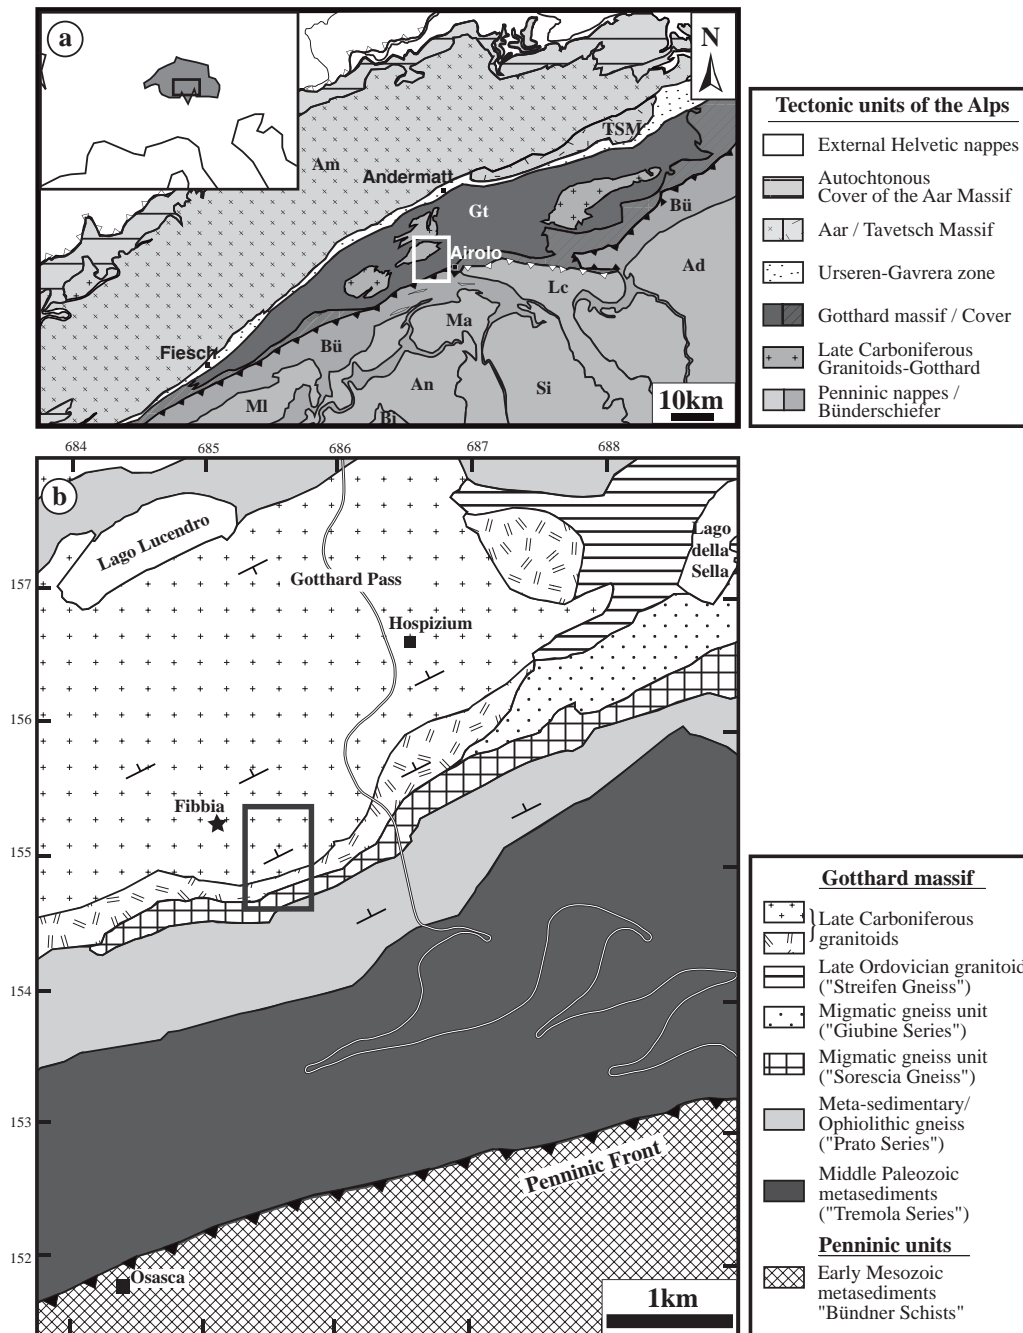 a
N
TSM
Am
Andermatt
Gt
Bü
Airolo
Ad
Lc
Ma
Fiesch
Bü
An
Si
Ml
Bi
10km
Tectonic units of the Alps
External Helvetic nappes
Autochtonous
Cover of the Aar Massif
Aar / Tavetsch Massif
Urseren-Gavrera zone
Gotthard massif / Cover
Late Carboniferous
Granitoids-Gotthard
Penninic nappes /
Bünderschiefer
684 685 686 687 688
b
Lago Lucendro
Lago
della
Sella
157
Gotthard Pass
Hospizium
156
Fibbia
155
154
153
Penninic Front
152
Osasca
1km
Gotthard massif
Late Carboniferous
granitoids
Late Ordovician granitoid
("Streifen Gneiss")
Migmatic gneiss unit
("Giubine Series")
Migmatic gneiss unit
("Sorescia Gneiss")
Meta-sedimentary/
Ophiolithic gneiss
("Prato Series")
Middle Paleozoic
metasediments
("Tremola Series")
Penninic units
Early Mesozoic
metasediments
"Bündner Schists"